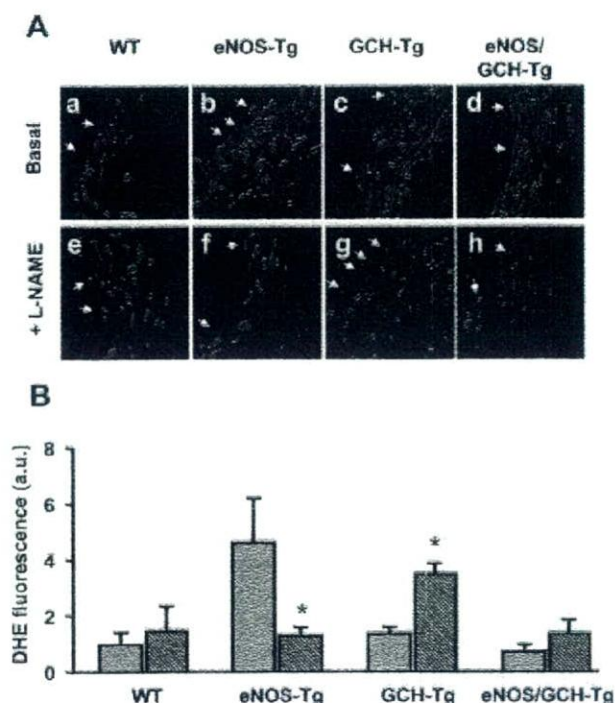 A
WT eNOS-Tg GCH-Tg eNOS/
GCH-Tg
Basal
a b c d
+ L-NAME
e f g h
B
DHE fluorescence (a.u.)
8
6
4
2
0
* *
WT eNOS-Tg GCH-Tg eNOS/GCH-Tg